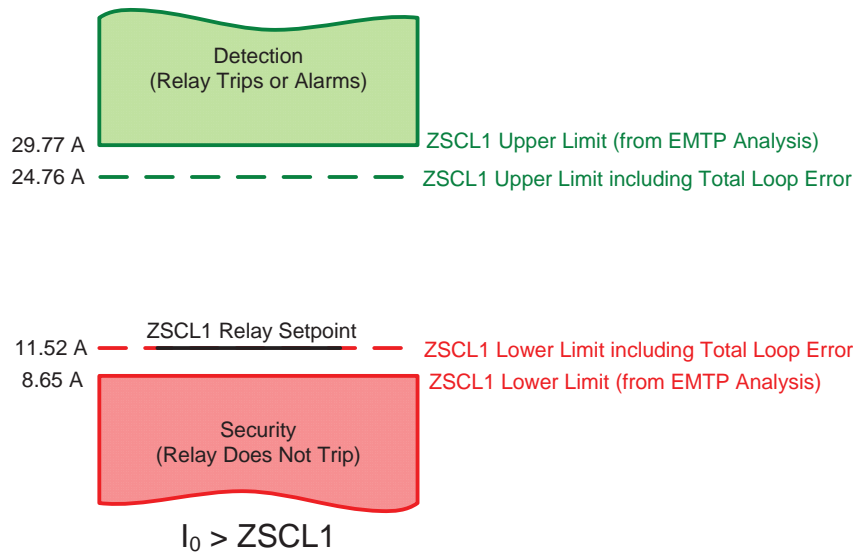 Detection
(Relay Trips or Alarms)
29.77 A
ZSCL1 Upper Limit (from EMTP Analysis)
24.76 A
ZSCL1 Upper Limit including Total Loop Error
ZSCL1 Relay Setpoint
11.52 A
ZSCL1 Lower Limit including Total Loop Error
8.65 A
ZSCL1 Lower Limit (from EMTP Analysis)
Security
(Relay Does Not Trip)
I₀ > ZSCL1